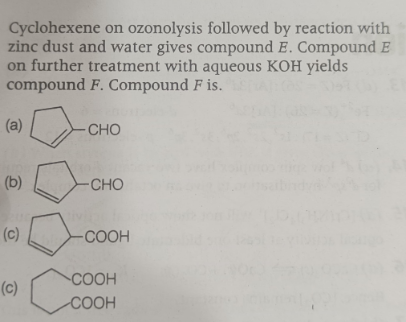 Cyclohexene on ozonolysis followed by reaction with
zinc dust and water gives compound E. Compound E
on further treatment with aqueous KOH yields
compound F. Compound F is.
(a) CHO
(b) CHO
(c) COOH
(c) COOH
COOH